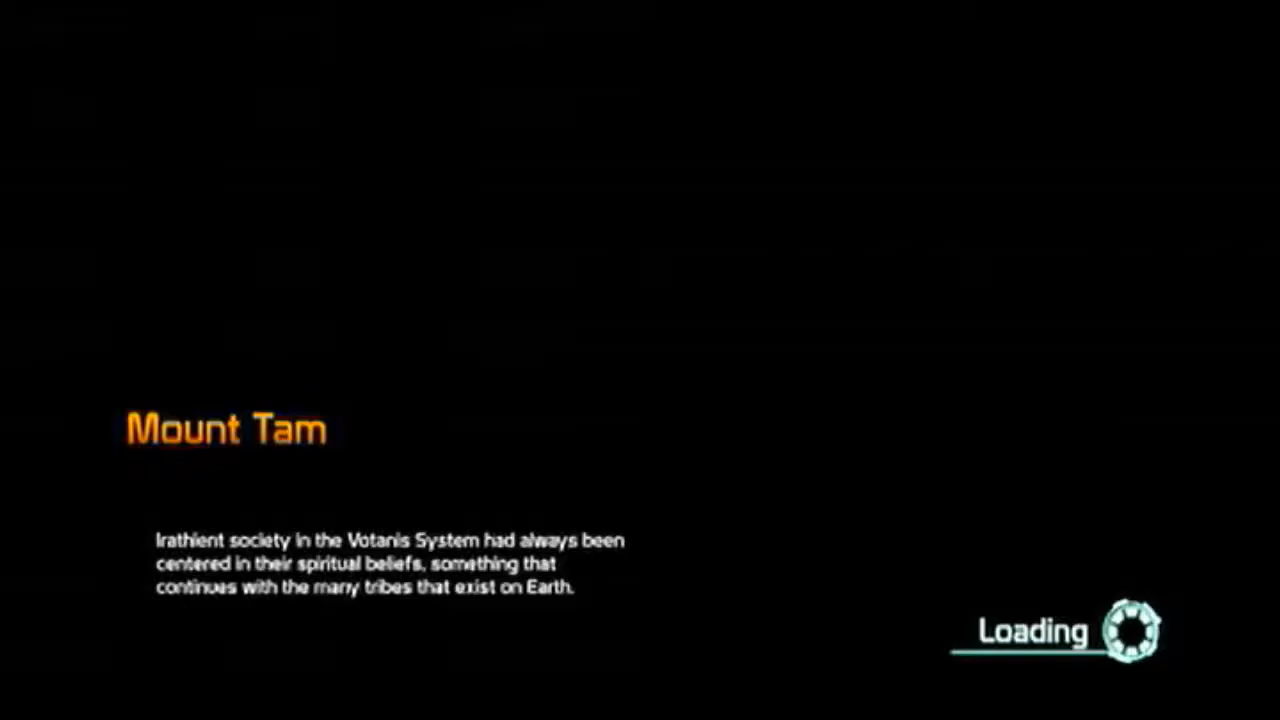 Mount Tam
Irathient society in the Votanis System had always been
centered in their spiritual beliefs, something that
continues with the many tribes that exist on Earth.
Loading